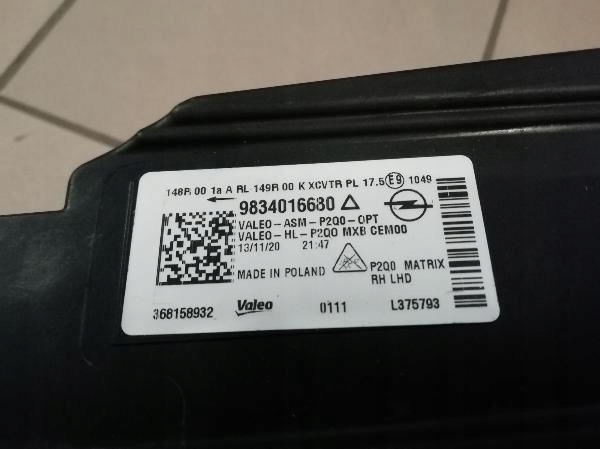 148R 00 1a A RL 149R 00 K XCVTR PL 17.5 E9 1049
9834016680
VALEO-ASM-P2Q0-OPT
VALEO-HL-P2Q0 MXB CEM00
13/11/20 21:47
MADE IN POLAND
P2Q0 MATRIX
RH LHD
368158932 Valeo 0111 L375793